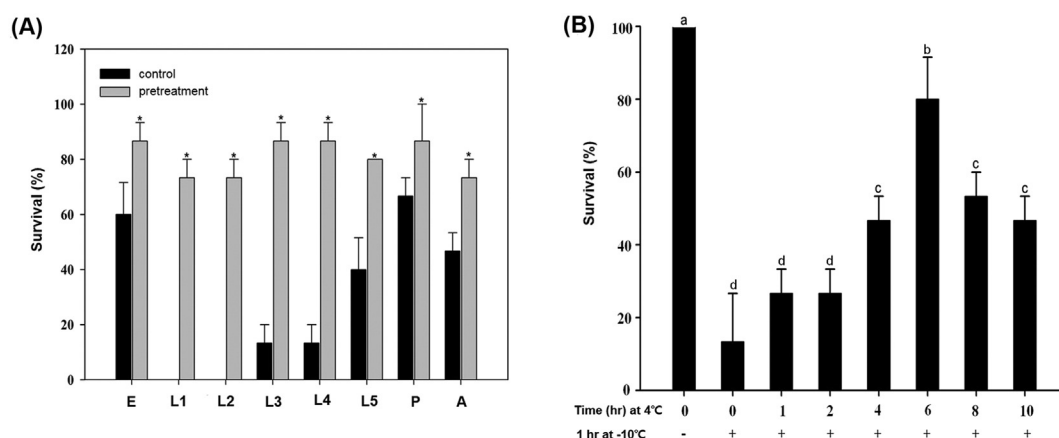 (A)
120
100
80
60
40
20
0
Survival (%)
control
pretreatment
* * * * * * * *
E L1 L2 L3 L4 L5 P A
(B)
100
80
60
40
20
0
Survival (%)
a d d d c b c c
Time (hr) at 4℃ 0 0 1 2 4 6 8 10
1 hr at -10℃ - + + + + + + +